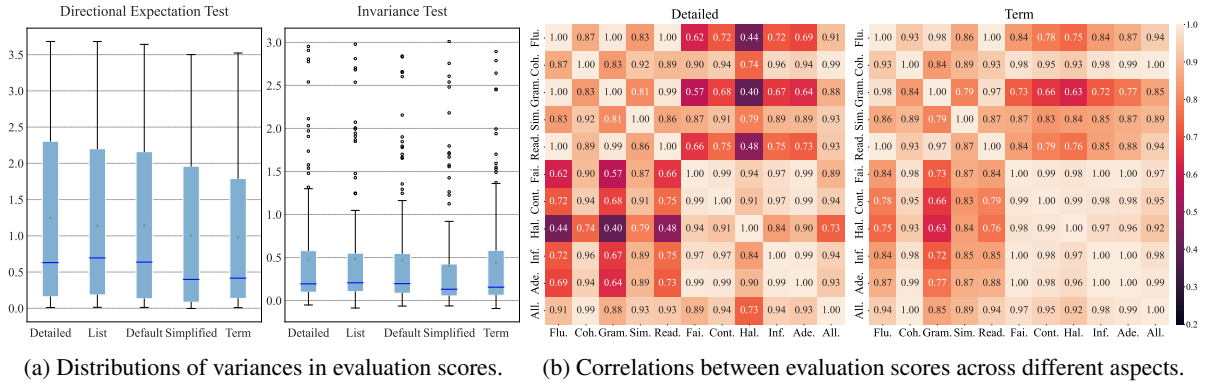 Directional Expectation Test
3.5
3.0
2.5
2.0
1.5
1.0
0.5
0.0
Detailed List Default Simplified Term
Invariance Test
3.0
2.5
2.0
1.5
1.0
0.5
0.0
Detailed List Default Simplified Term
(a) Distributions of variances in evaluation scores.
Detailed
Flu. 1.00 0.87 1.00 0.83 1.00 0.62 0.72 0.44 0.72 0.69 0.91
Coh. 0.87 1.00 0.83 0.92 0.89 0.90 0.94 0.74 0.96 0.94 0.99
Gram. 1.00 0.83 1.00 0.81 0.99 0.57 0.68 0.40 0.67 0.64 0.88
Sim. 0.83 0.92 0.81 1.00 0.86 0.87 0.91 0.79 0.89 0.89 0.93
Read. 1.00 0.89 0.99 0.86 1.00 0.66 0.75 0.48 0.75 0.73 0.93
Fai. 0.62 0.90 0.57 0.87 0.66 1.00 0.99 0.94 0.97 0.99 0.89
Cont. 0.72 0.94 0.68 0.91 0.75 0.99 1.00 0.91 0.97 0.99 0.94
Hal. 0.44 0.74 0.40 0.79 0.48 0.94 0.91 1.00 0.84 0.90 0.73
Inf. 0.72 0.96 0.67 0.89 0.75 0.97 0.97 0.84 1.00 0.99 0.94
Ade. 0.69 0.94 0.64 0.89 0.73 0.99 0.99 0.90 0.99 1.00 0.93
All. 0.91 0.99 0.88 0.93 0.93 0.89 0.94 0.73 0.94 0.93 1.00
Flu. Coh. Gram. Sim. Read. Fai. Cont. Hal. Inf. Ade. All.
Term
1.00 0.93 0.98 0.86 1.00 0.84 0.78 0.75 0.84 0.87 0.94
0.93 1.00 0.84 0.89 0.93 0.98 0.95 0.93 0.98 0.99 1.00
0.98 0.84 1.00 0.79 0.97 0.73 0.66 0.63 0.72 0.77 0.85
0.86 0.89 0.79 1.00 0.87 0.87 0.83 0.84 0.85 0.88 0.89
1.00 0.93 0.97 0.87 1.00 0.84 0.79 0.76 0.85 0.88 0.94
0.84 0.98 0.73 0.87 0.84 1.00 0.99 0.98 1.00 1.00 0.97
0.78 0.95 0.66 0.83 0.79 0.99 1.00 0.99 0.99 0.98 0.95
0.75 0.93 0.63 0.84 0.76 0.98 0.99 1.00 0.97 0.96 0.92
0.84 0.98 0.72 0.85 0.85 1.00 0.99 0.97 1.00 0.99 0.98
0.87 0.99 0.77 0.88 0.88 1.00 0.98 0.96 0.99 1.00 0.98
0.94 1.00 0.85 0.89 0.94 0.97 0.95 0.92 0.98 0.98 1.00
Flu. Coh. Gram. Sim. Read. Fai. Cont. Hal. Inf. Ade. All.
1.0
0.9
0.8
0.7
0.6
0.5
0.4
0.3
0.2
(b) Correlations between evaluation scores across different aspects.